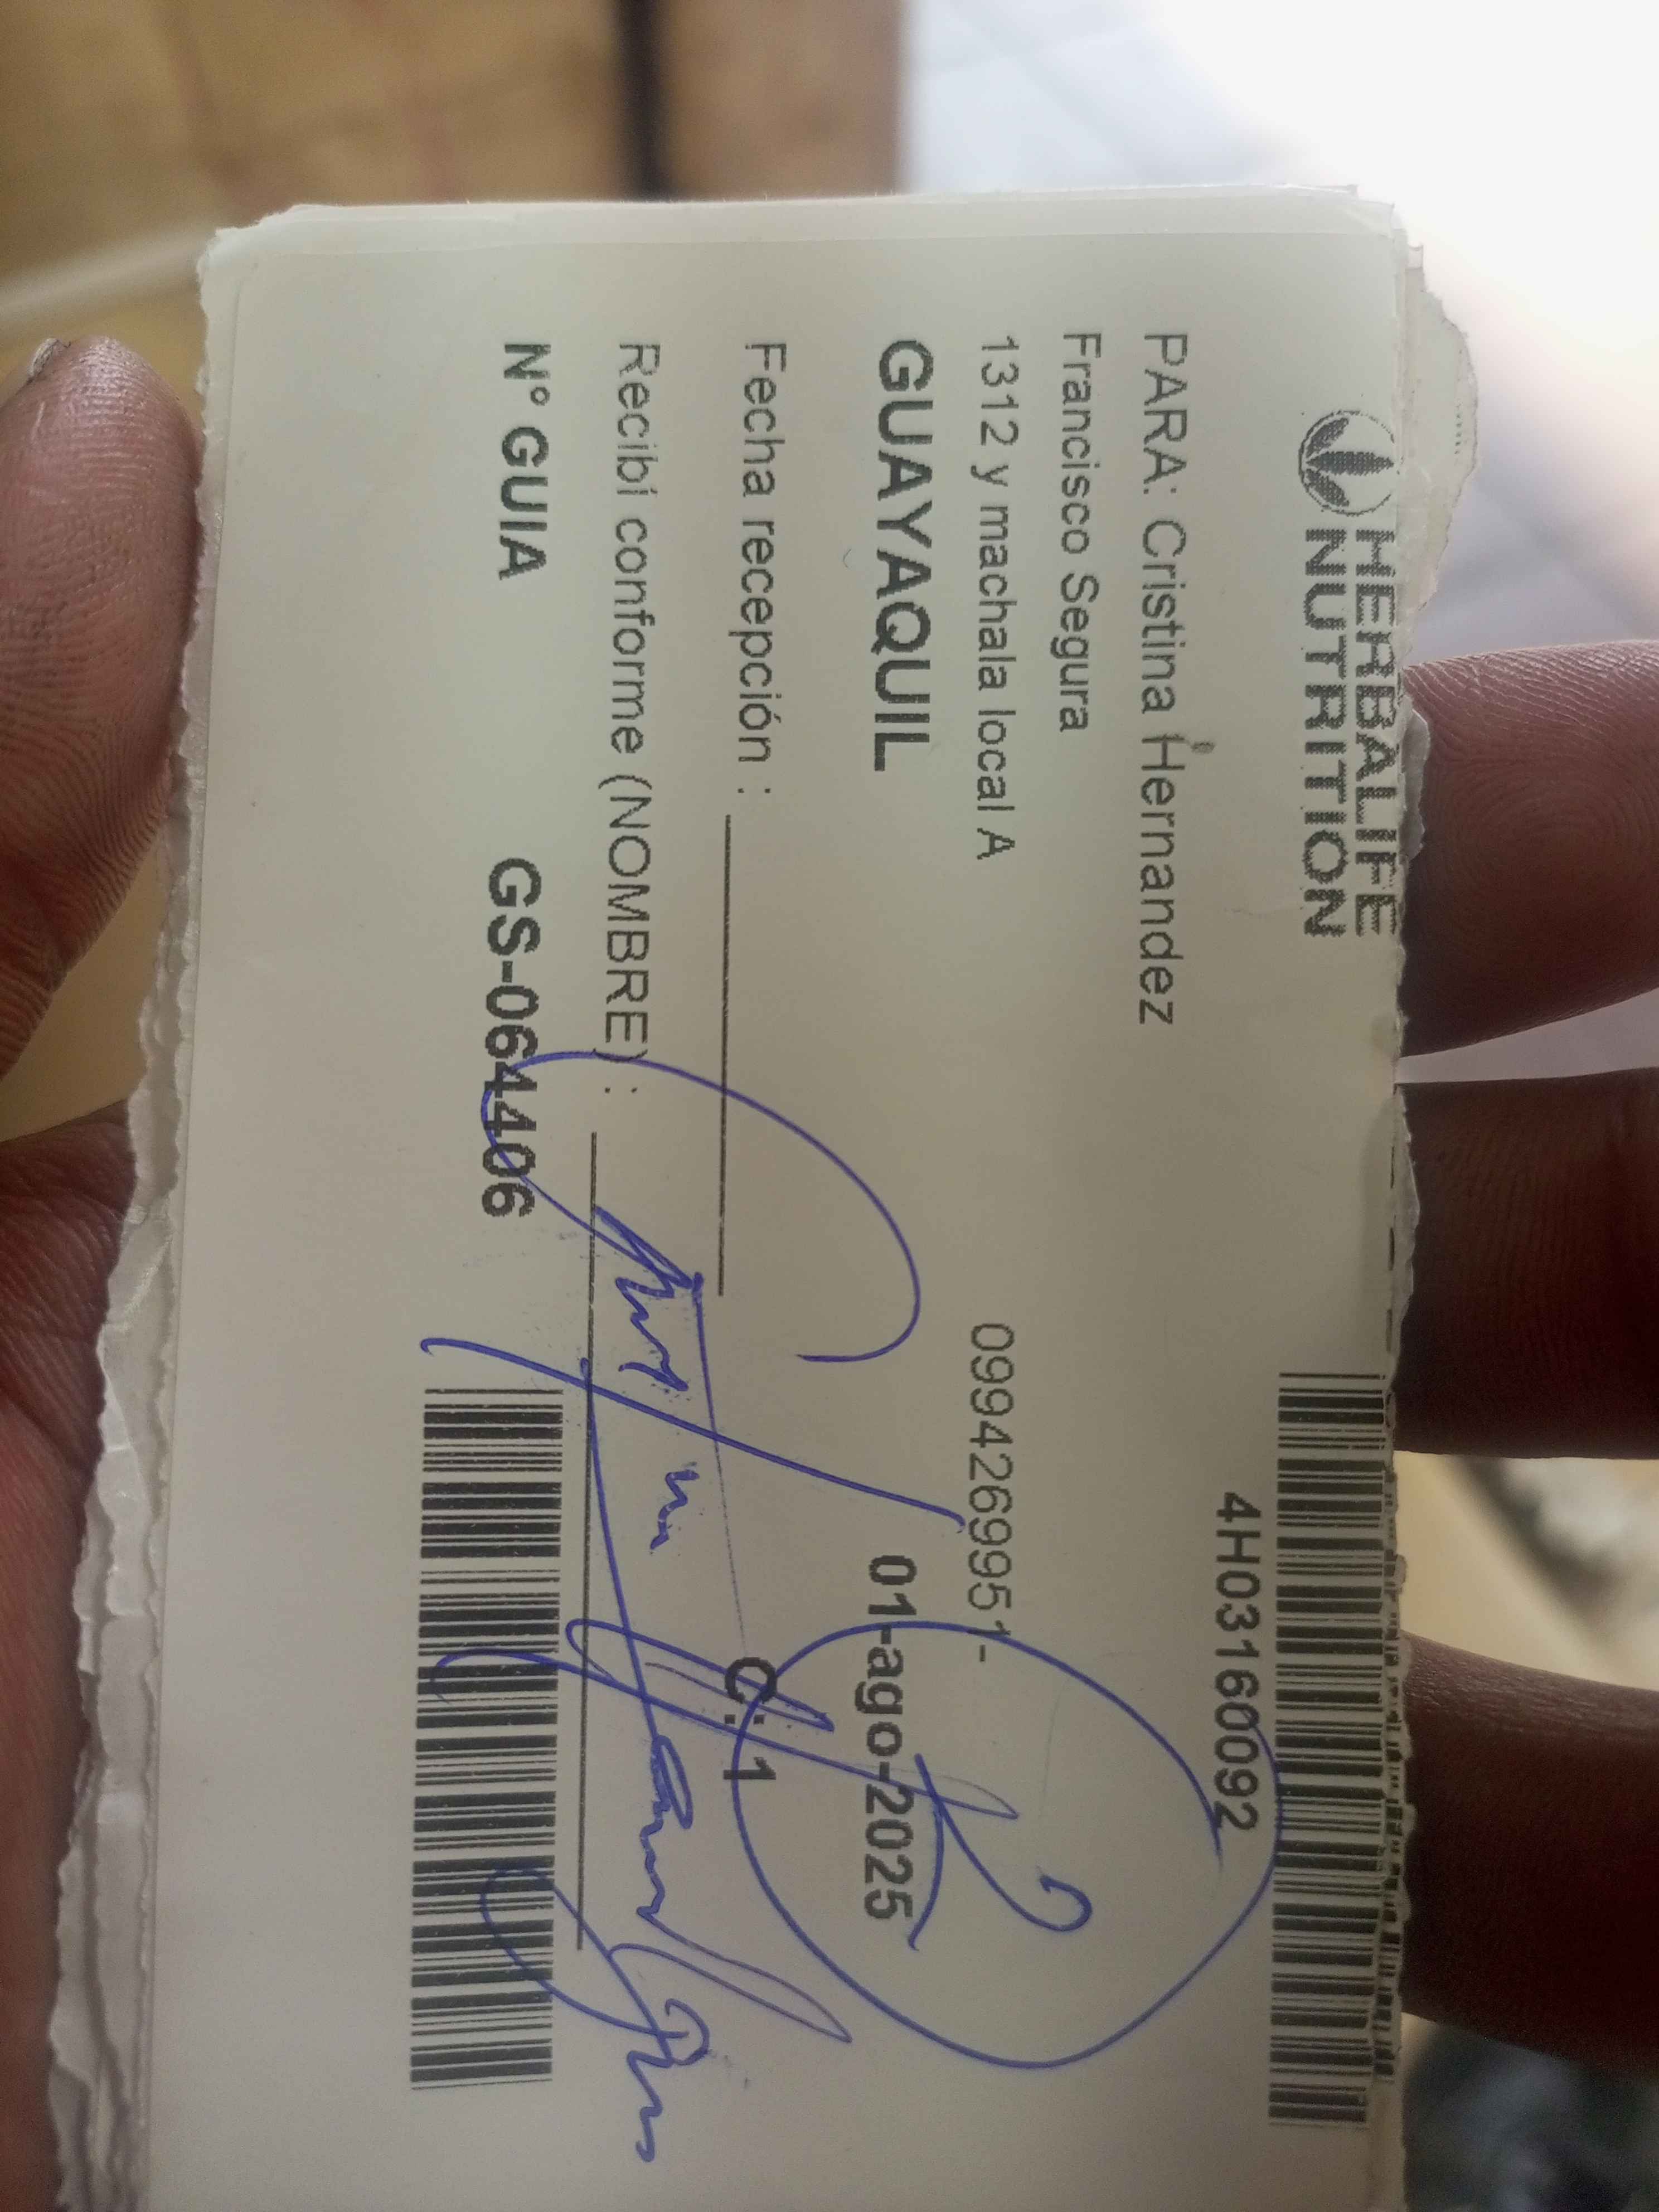 HERBALIFE
NUTRITION
4H03160092
PARA: Cristina Hernandez
Francisco Segura
1312 y machala local A
0994269951-
GUAYAQUIL
01-ago-2025
Fecha recepción :
C: 1
Recibí conforme (NOMBRE) :
N° GUIA
GS-064406